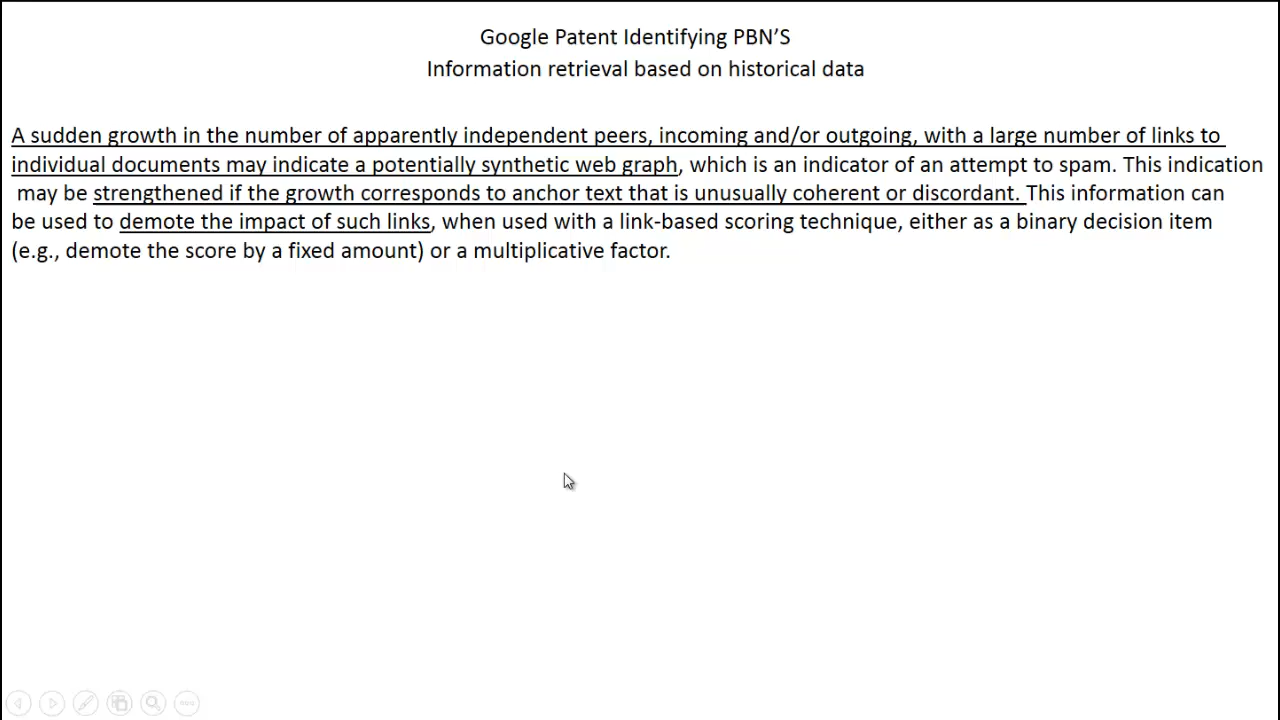 Google Patent Identifying PBN’S
Information retrieval based on historical data
A sudden growth in the number of apparently independent peers, incoming and/or outgoing, with a large number of links to
individual documents may indicate a potentially synthetic web graph, which is an indicator of an attempt to spam. This indication
may be strengthened if the growth corresponds to anchor text that is unusually coherent or discordant. This information can
be used to demote the impact of such links, when used with a link-based scoring technique, either as a binary decision item
(e.g., demote the score by a fixed amount) or a multiplicative factor.